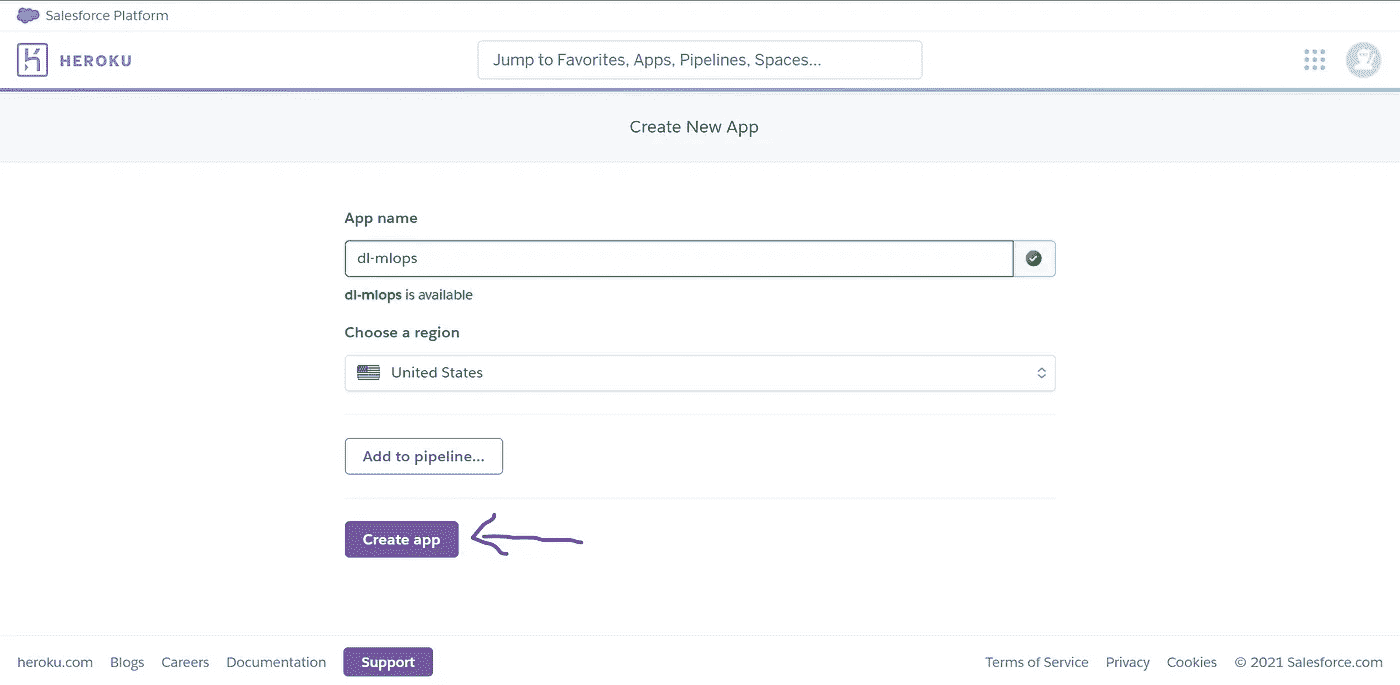 Salesforce Platform
HEROKU
Jump to Favorites, Apps, Pipelines, Spaces...
Create New App
App name
dl-mlops
dl-mlops is available
Choose a region
United States
Add to pipeline...
Create app
heroku.com Blogs Careers Documentation Support Terms of Service Privacy Cookies © 2021 Salesforce.com